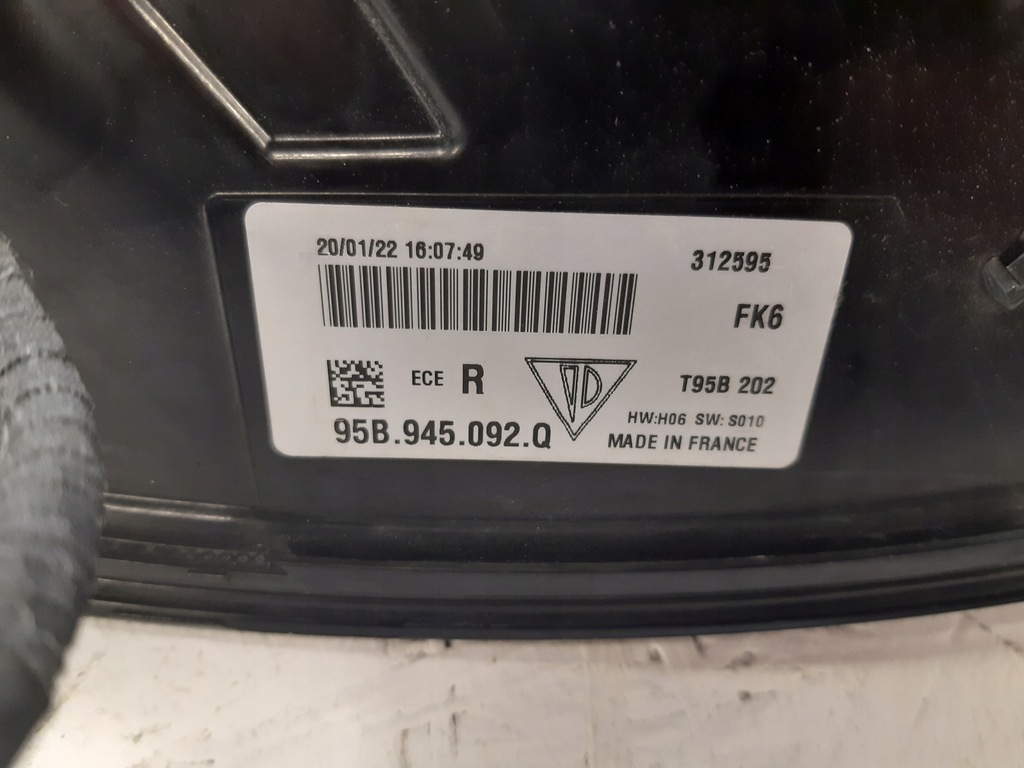 20/01/22 16:07:49 312595
FK6
ECE R T95B 202
HW:H06 SW:S010
95B.945.092.Q MADE IN FRANCE